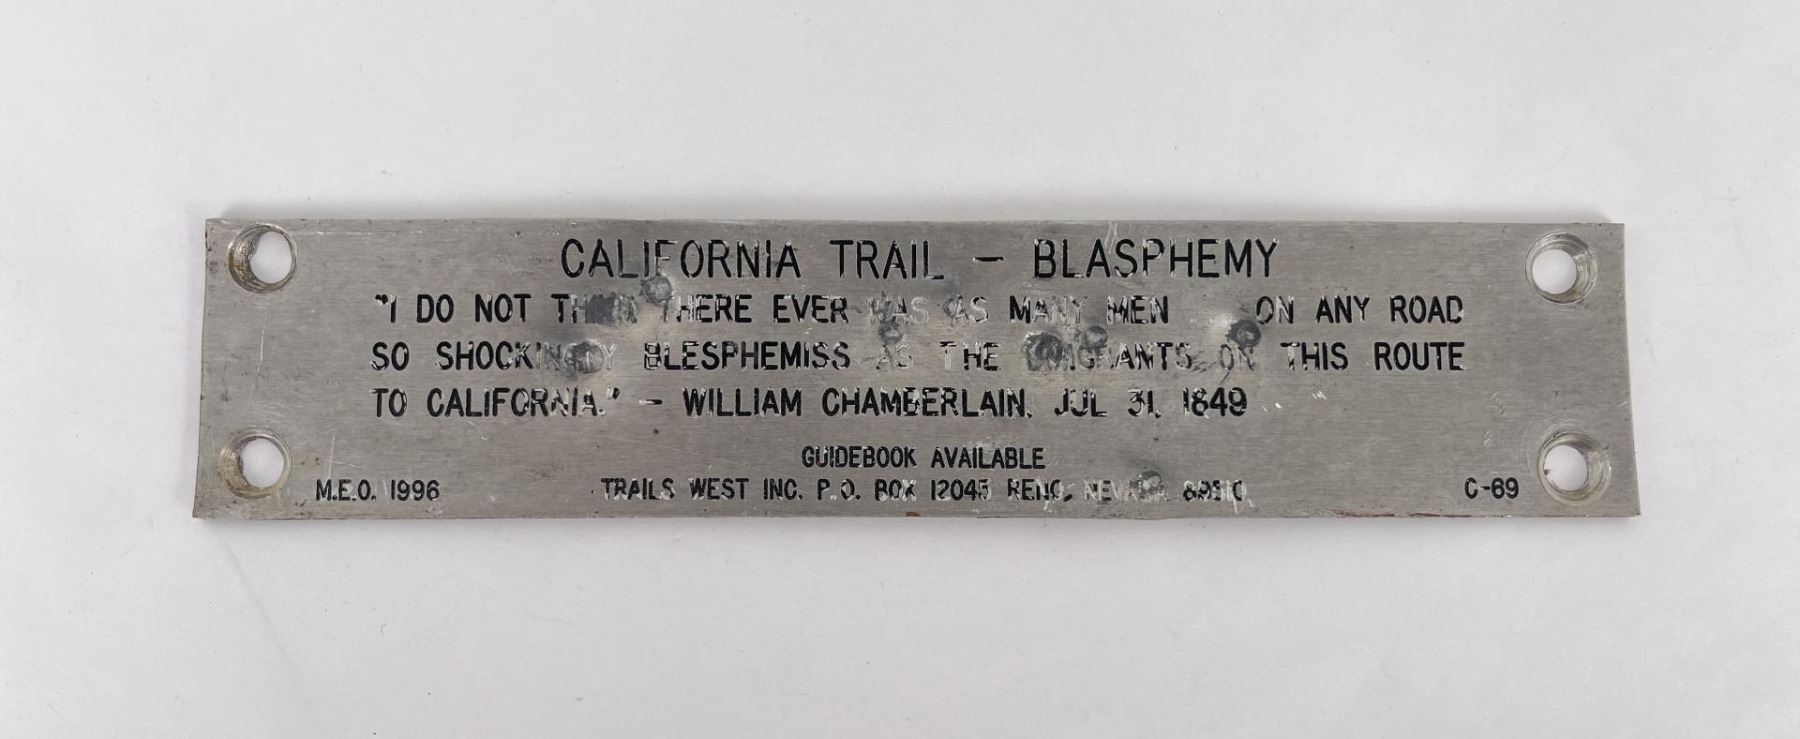 CALIFORNIA TRAIL – BLASPHEMY
"I DO NOT THINK THERE EVER WAS AS MANY MEN ON ANY ROAD
SO SHOCKINGLY BLESPHEMISS AS THE EMIGRANTS ON THIS ROUTE
TO CALIFORNIA." – WILLIAM CHAMBERLAIN, JUL 31, 1849
GUIDEBOOK AVAILABLE
M.E.O. 1996 TRAILS WEST INC. P.O. BOX 12045 RENO, NEVADA 89510 C-69